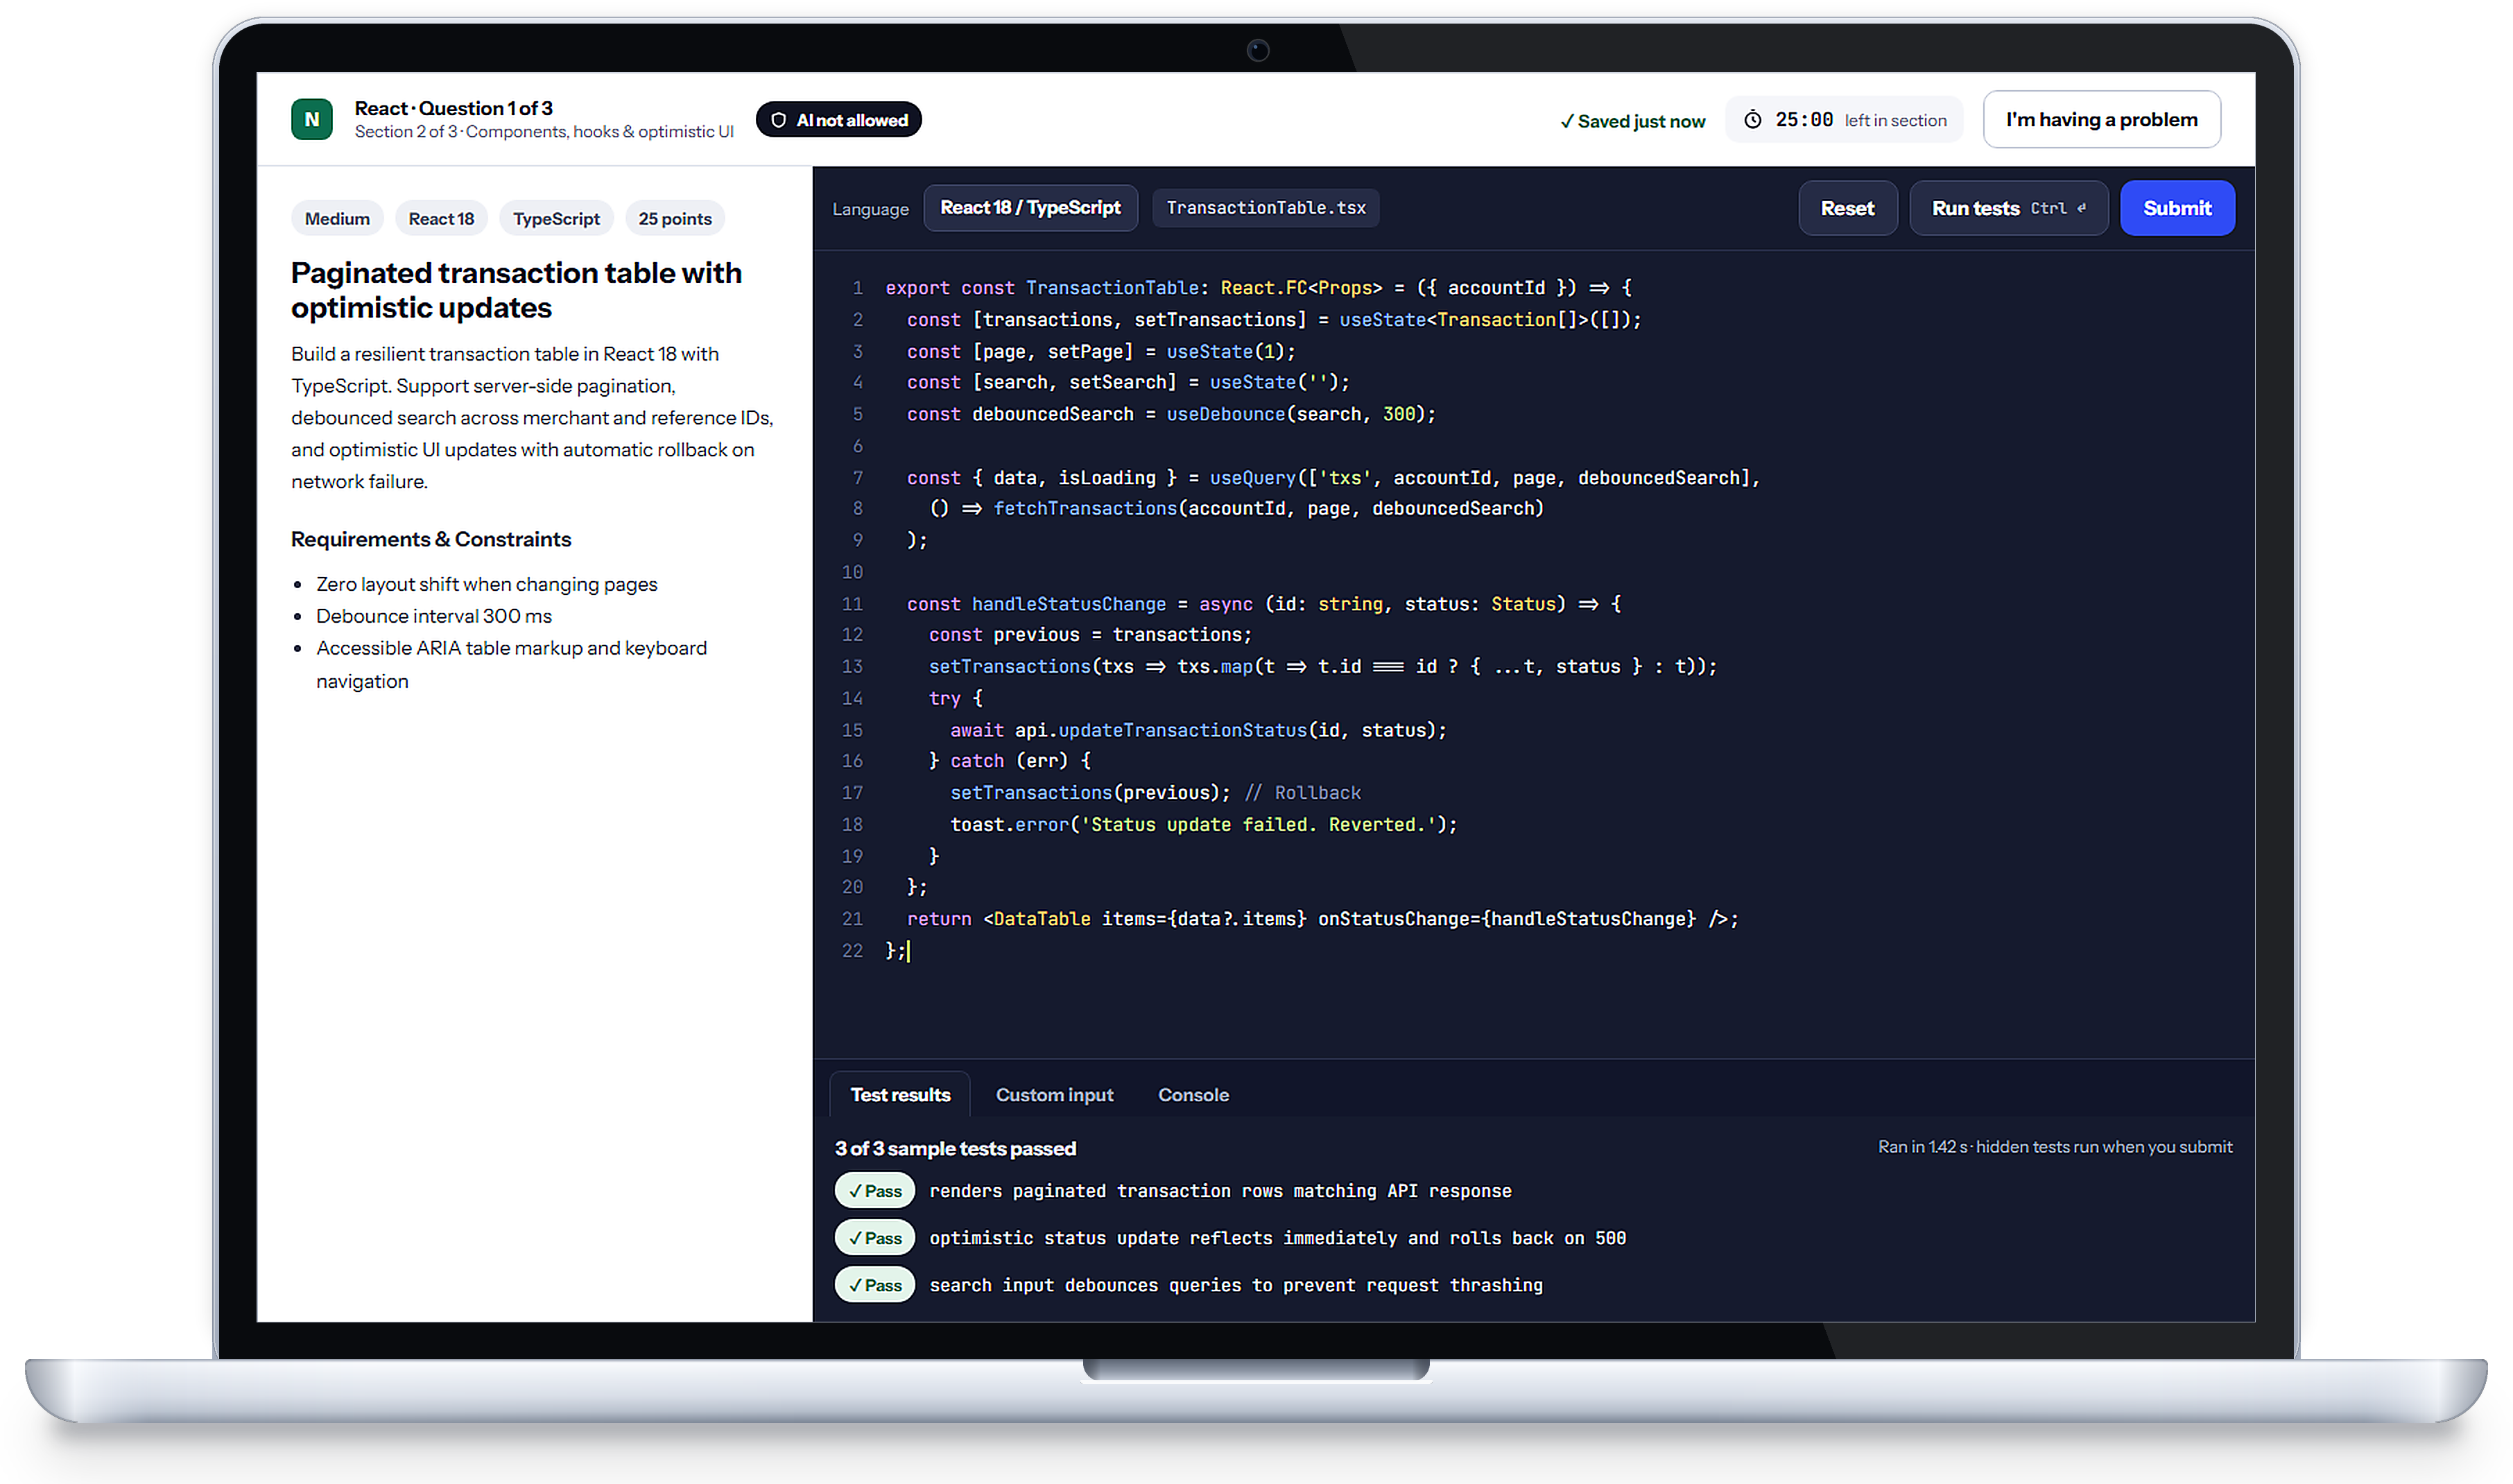 N
React · Question 1 of 3
Section 2 of 3 · Components, hooks & optimistic UI
AI not allowed
✓ Saved just now
25:00 left in section
I'm having a problem
Medium
React 18
TypeScript
25 points
Paginated transaction table with
optimistic updates
Build a resilient transaction table in React 18 with
TypeScript. Support server-side pagination,
debounced search across merchant and reference IDs,
and optimistic UI updates with automatic rollback on
network failure.
Requirements & Constraints
• Zero layout shift when changing pages
• Debounce interval 300 ms
• Accessible ARIA table markup and keyboard
navigation
Language
React 18 / TypeScript
TransactionTable.tsx
Reset
Run tests Ctrl ⏎
Submit
1 export const TransactionTable: React.FC<Props> = ({ accountId }) => {
2   const [transactions, setTransactions] = useState<Transaction[]>([]);
3   const [page, setPage] = useState(1);
4   const [search, setSearch] = useState('');
5   const debouncedSearch = useDebounce(search, 300);
6
7   const { data, isLoading } = useQuery(['txs', accountId, page, debouncedSearch],
8     () => fetchTransactions(accountId, page, debouncedSearch)
9   );
10
11   const handleStatusChange = async (id: string, status: Status) => {
12     const previous = transactions;
13     setTransactions(txs => txs.map(t => t.id === id ? { ...t, status } : t));
14     try {
15       await api.updateTransactionStatus(id, status);
16     } catch (err) {
17       setTransactions(previous); // Rollback
18       toast.error('Status update failed. Reverted.');
19     }
20   };
21   return <DataTable items={data?.items} onStatusChange={handleStatusChange} />;
22 };
Test results
Custom input
Console
3 of 3 sample tests passed
Ran in 1.42 s · hidden tests run when you submit
✓ Pass renders paginated transaction rows matching API response
✓ Pass optimistic status update reflects immediately and rolls back on 500
✓ Pass search input debounces queries to prevent request thrashing